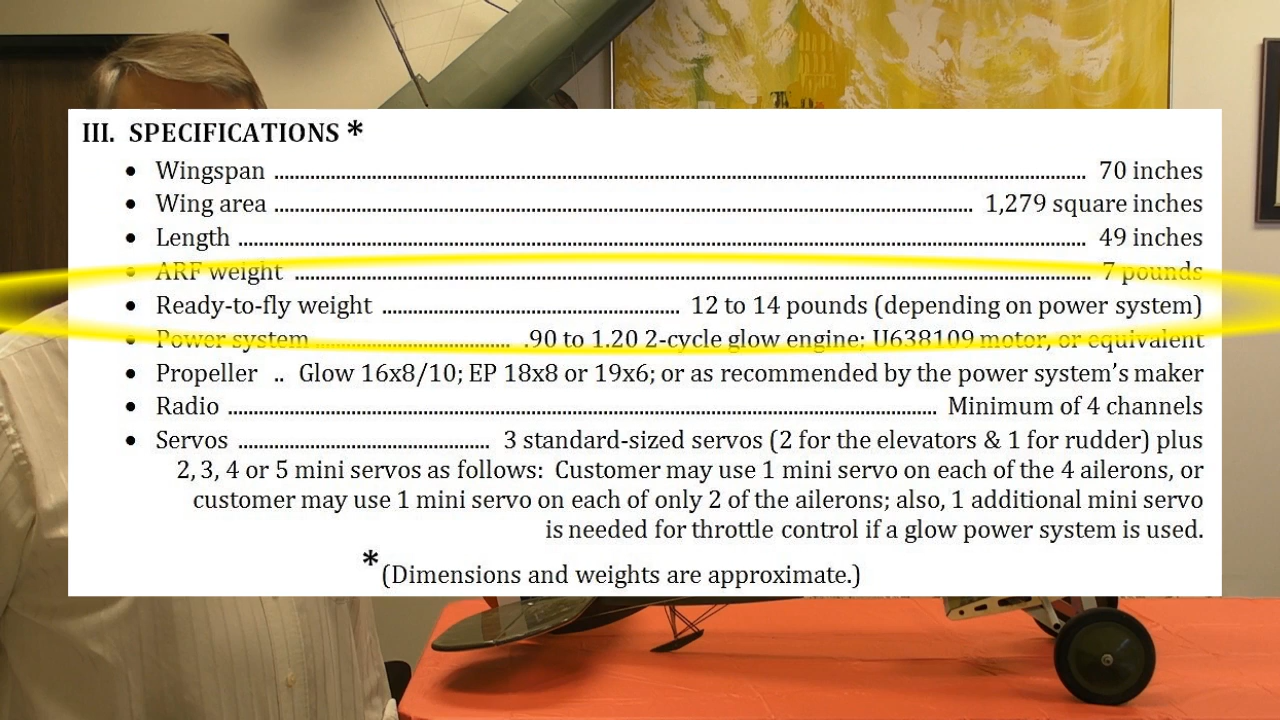 III. SPECIFICATIONS *
• Wingspan ........................................................................ 70 inches
• Wing area ........................................................................ 1,279 square inches
• Length ........................................................................ 49 inches
• ARF weight ........................................................................ 7 pounds
• Ready-to-fly weight ........................................ 12 to 14 pounds (depending on power system)
• Power system .............................. .90 to 1.20 2-cycle glow engine; U638109 motor, or equivalent
• Propeller .. Glow 16x8/10; EP 18x8 or 19x6; or as recommended by the power system's maker
• Radio ........................................................................ Minimum of 4 channels
• Servos ........................................ 3 standard-sized servos (2 for the elevators & 1 for rudder) plus
2, 3, 4 or 5 mini servos as follows: Customer may use 1 mini servo on each of the 4 ailerons, or
customer may use 1 mini servo on each of only 2 of the ailerons; also, 1 additional mini servo
is needed for throttle control if a glow power system is used.
*(Dimensions and weights are approximate.)